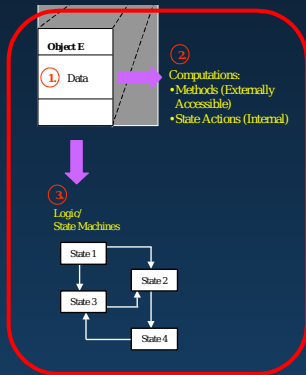 Object E
1. Data
2.
Computations:
•Methods (Externally
Accessible)
•State Actions (Internal)
3.
Logic/
State Machines
State 1
State 2
State 3
State 4